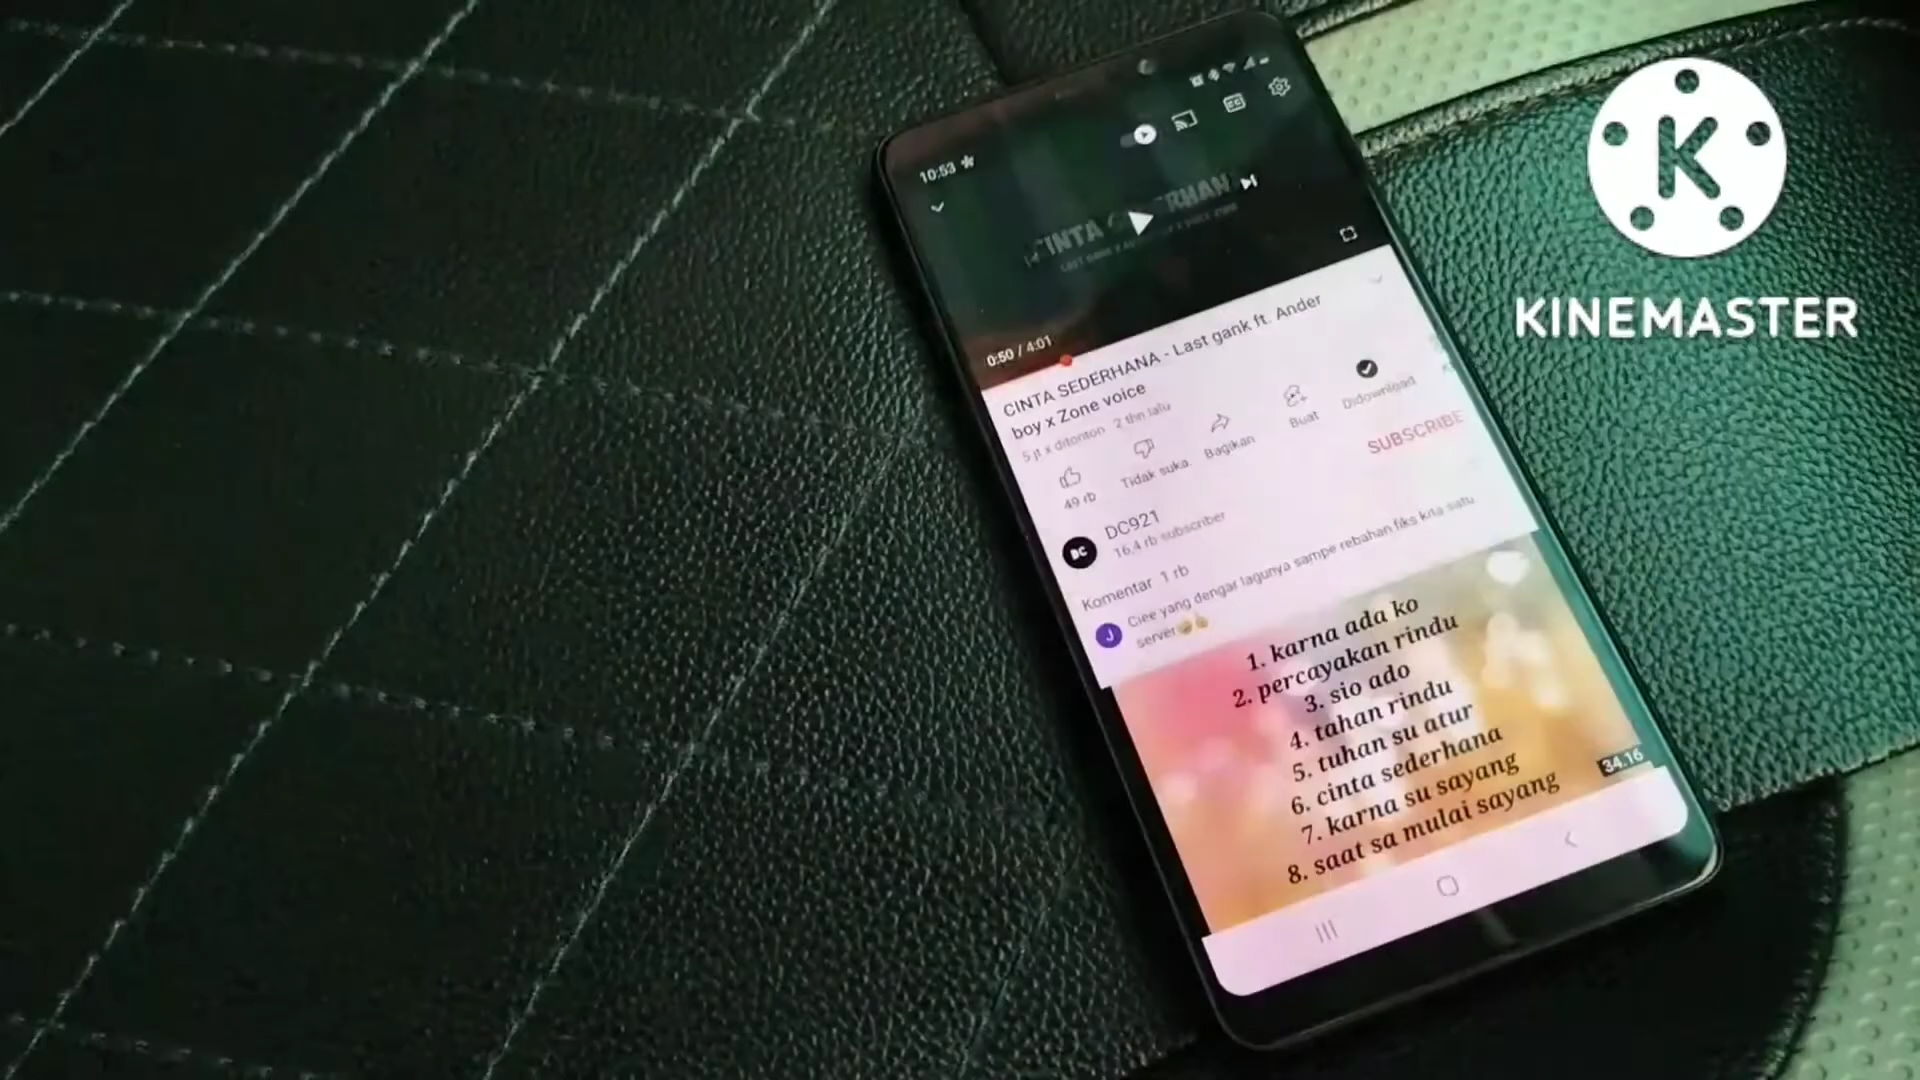 10:53
CINTA
RHAN
0:50 / 4:01
CINTA SEDERHANA - Last gank ft. Ander
boy x Zone voice
5 jt x ditonton 2 thn lalu
49 rb
Tidak suka
Bagikan
Buat
Didownload
DC
DC921
16,4 rb subscriber
SUBSCRIBE
Komentar 1 rb
J
Ciee yang dengar lagunya sampe rebahan fiks kita satu
server
1. karna ada ko
2. percayakan rindu
3. sio ado
4. tahan rindu
5. tuhan su atur
6. cinta sederhana
7. karna su sayang
8. saat sa mulai sayang
34.16
K
KINEMASTER